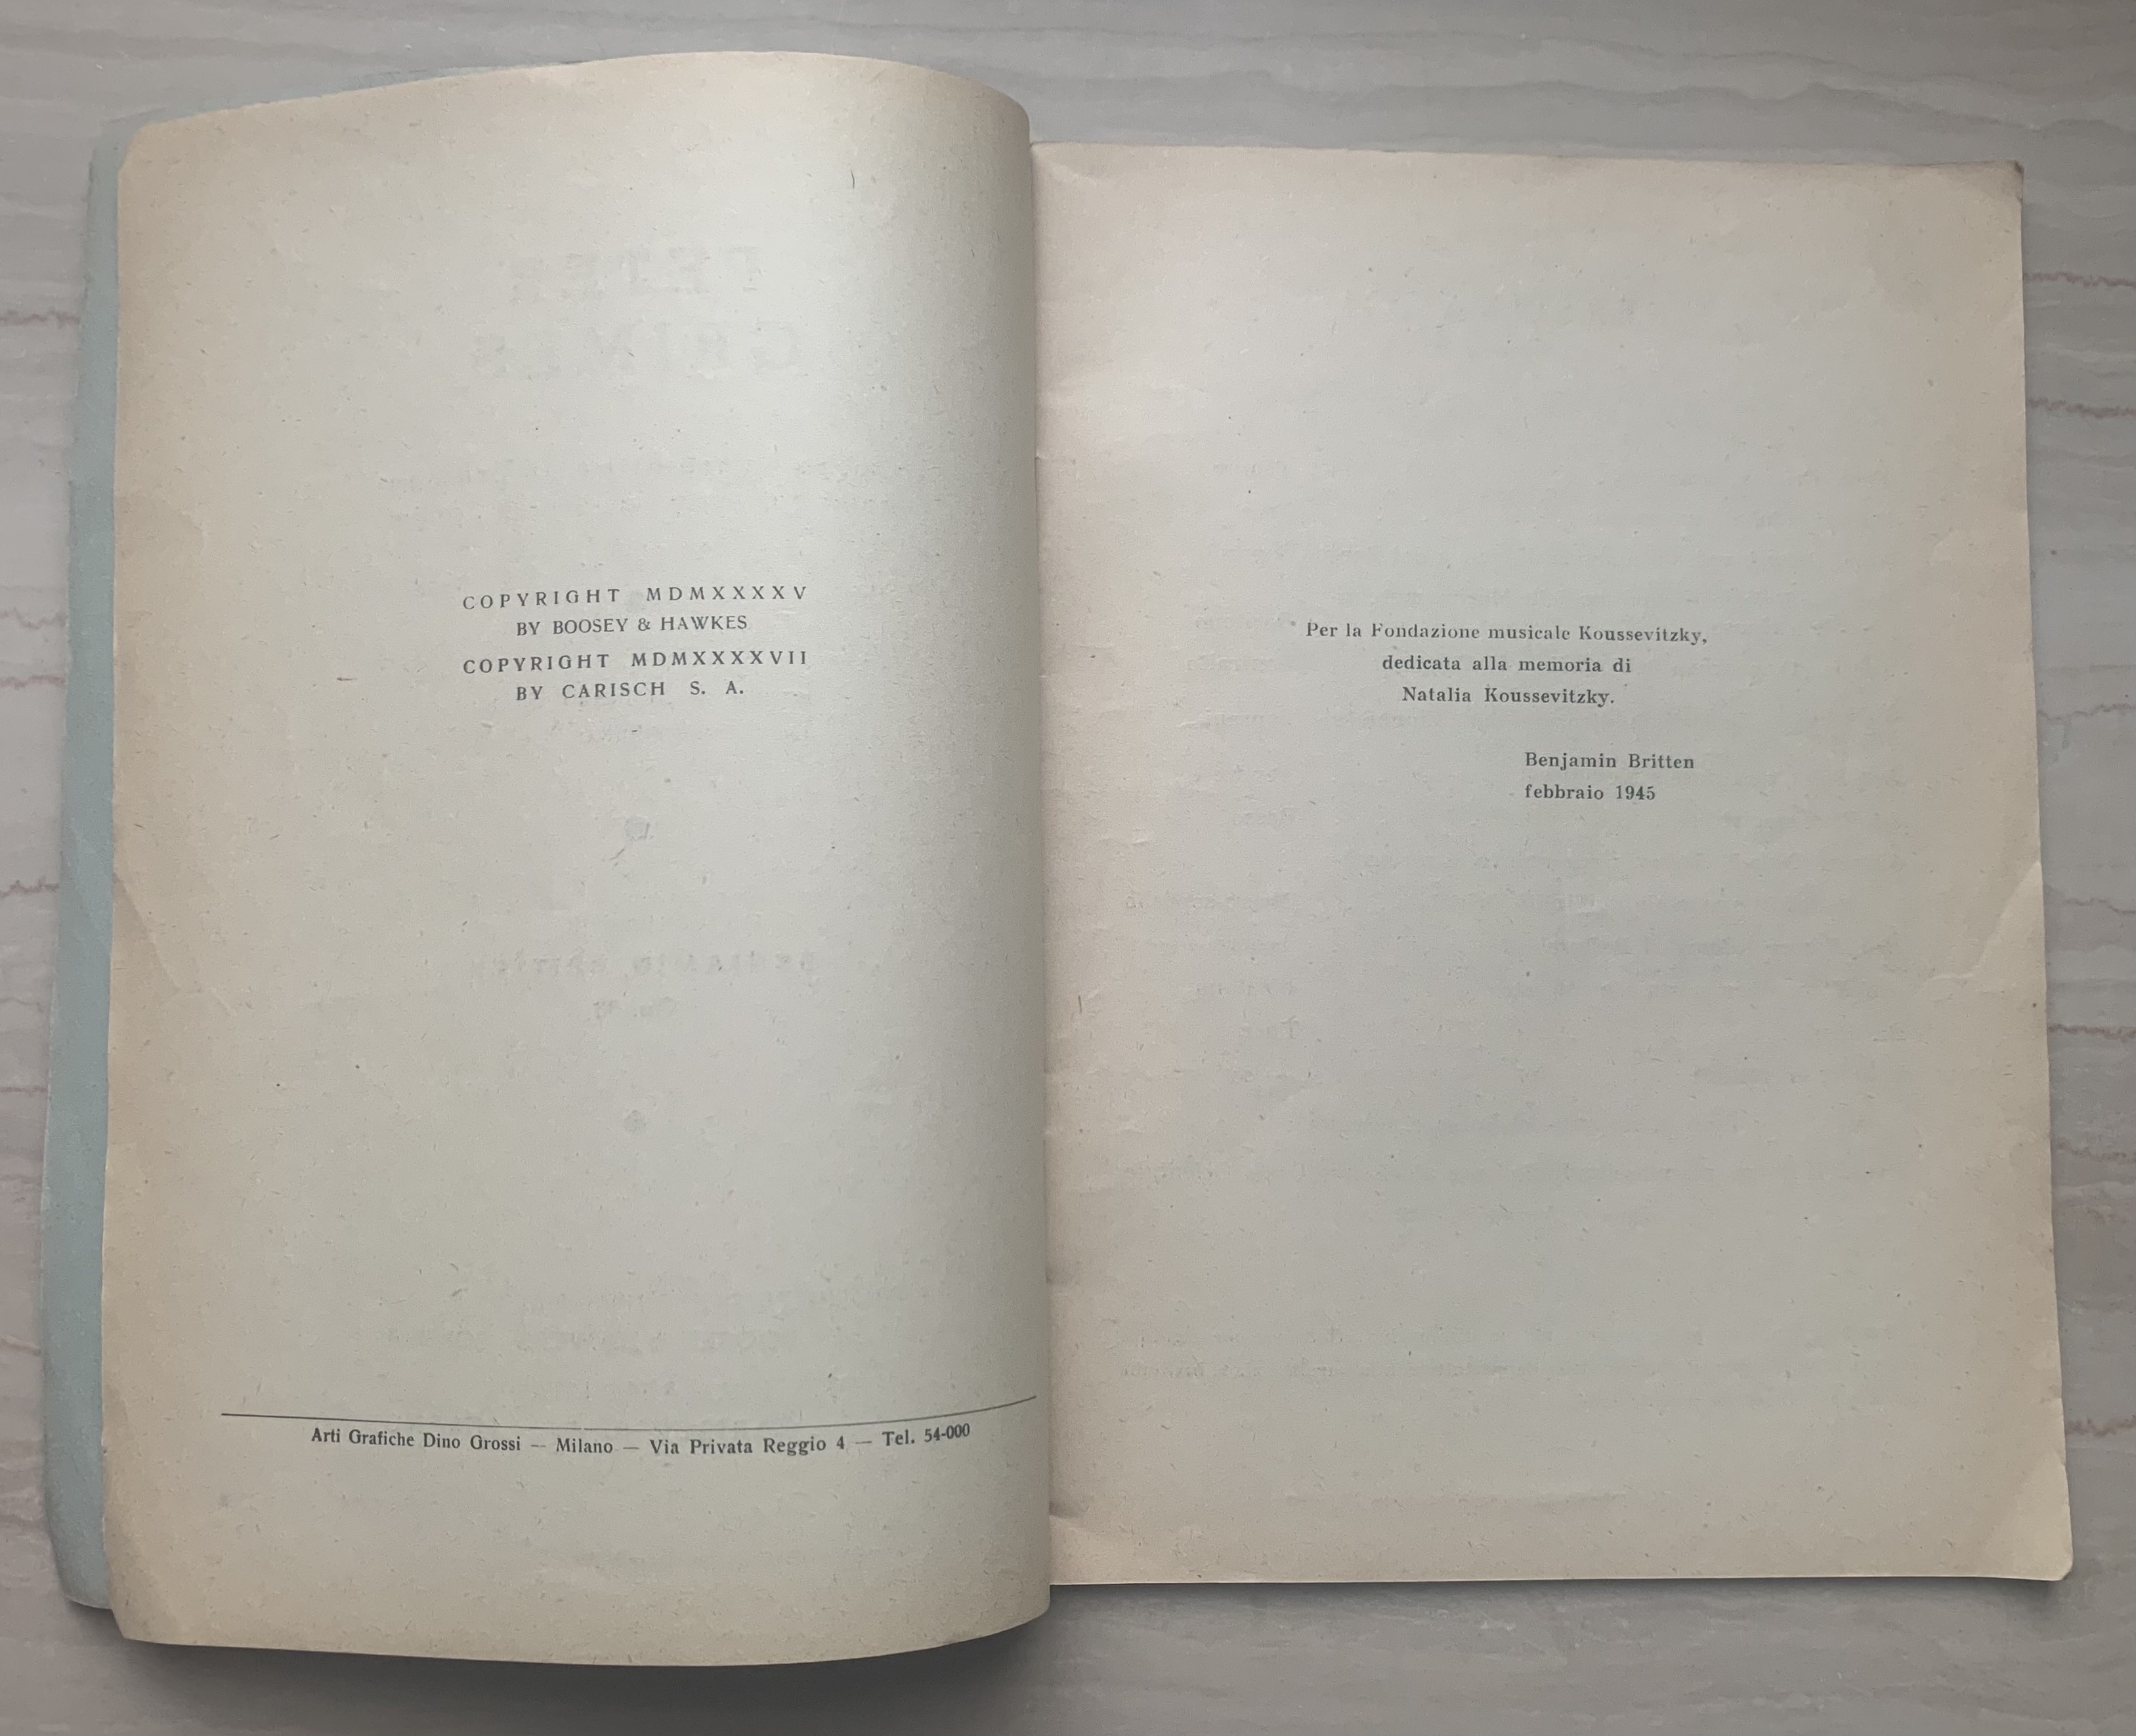 COPYRIGHT MDMXXXXV
BY BOOSEY & HAWKES
COPYRIGHT MDMXXXXVII
BY CARISCH S. A.
Arti Grafiche Dino Grossi — Milano — Via Privata Reggio 4 — Tel. 54-000
Per la Fondazione musicale Koussevitzky,
dedicata alla memoria di
Natalia Koussevitzky.
Benjamin Britten
febbraio 1945